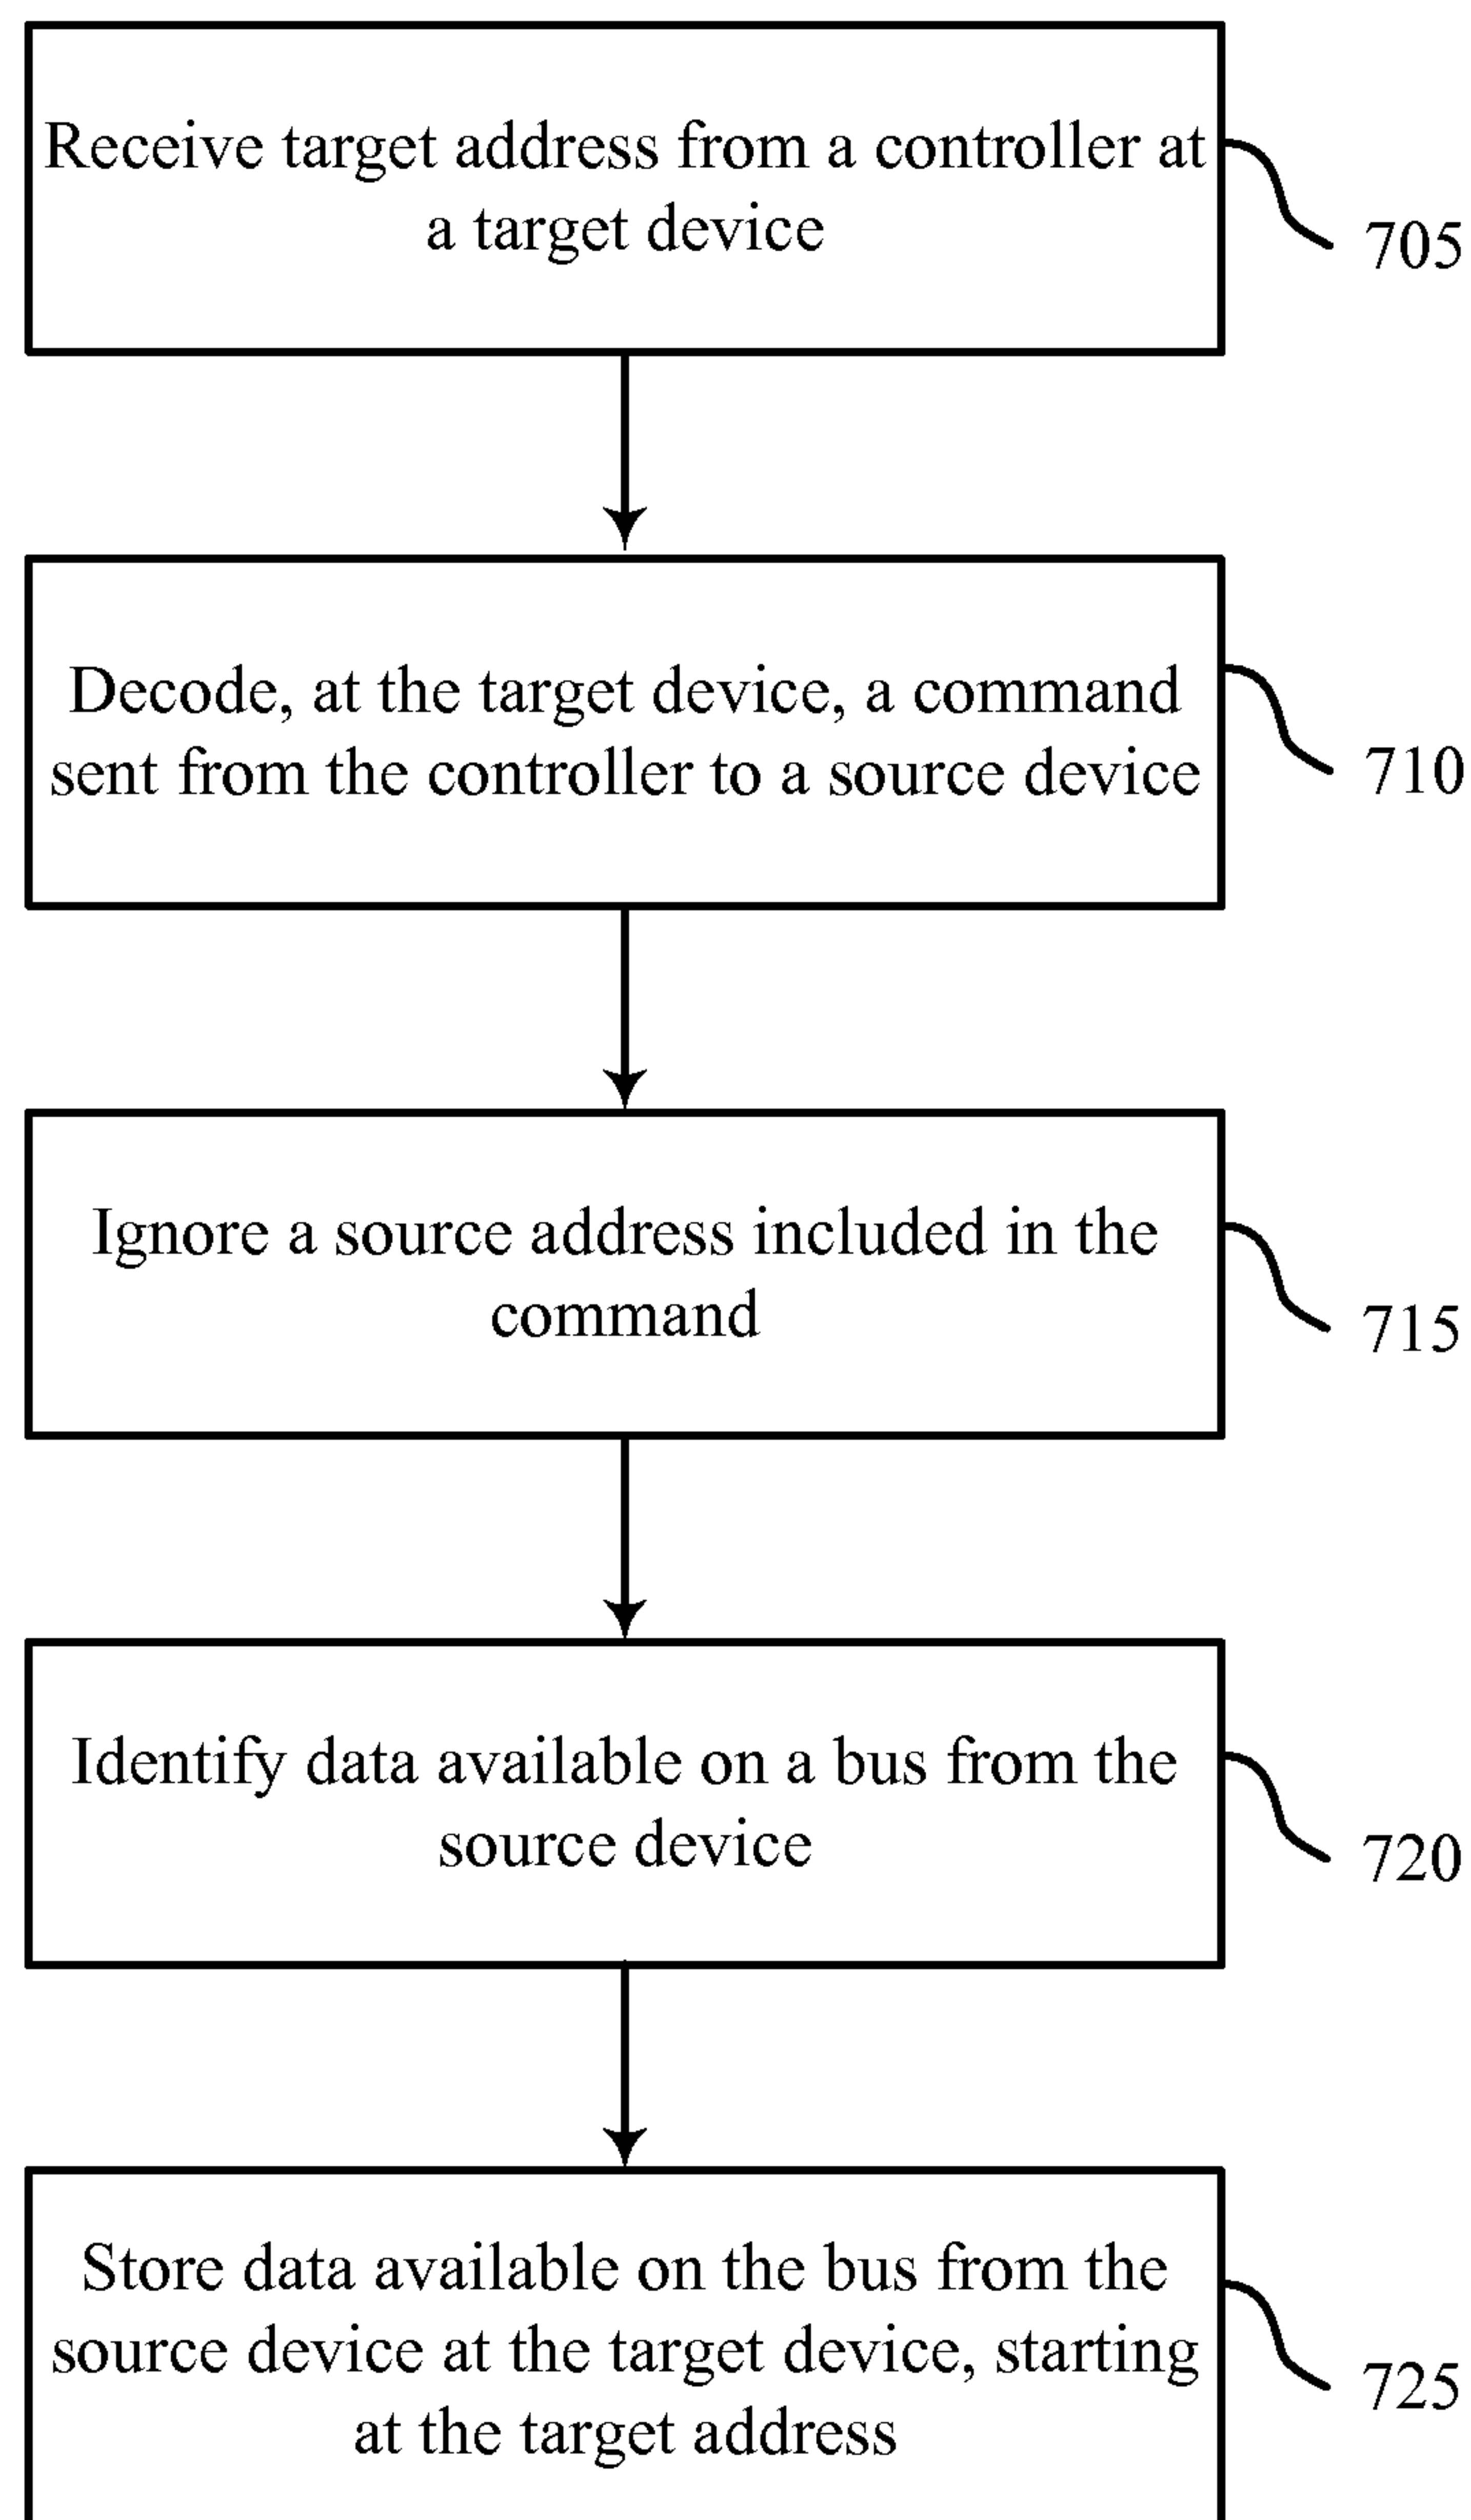 Receive target address from a controller at
a target device
705
Decode, at the target device, a command
sent from the controller to a source device
710
Ignore a source address included in the
command
715
Identify data available on a bus from the
source device
720
Store data available on the bus from the
source device at the target device, starting
at the target address
725